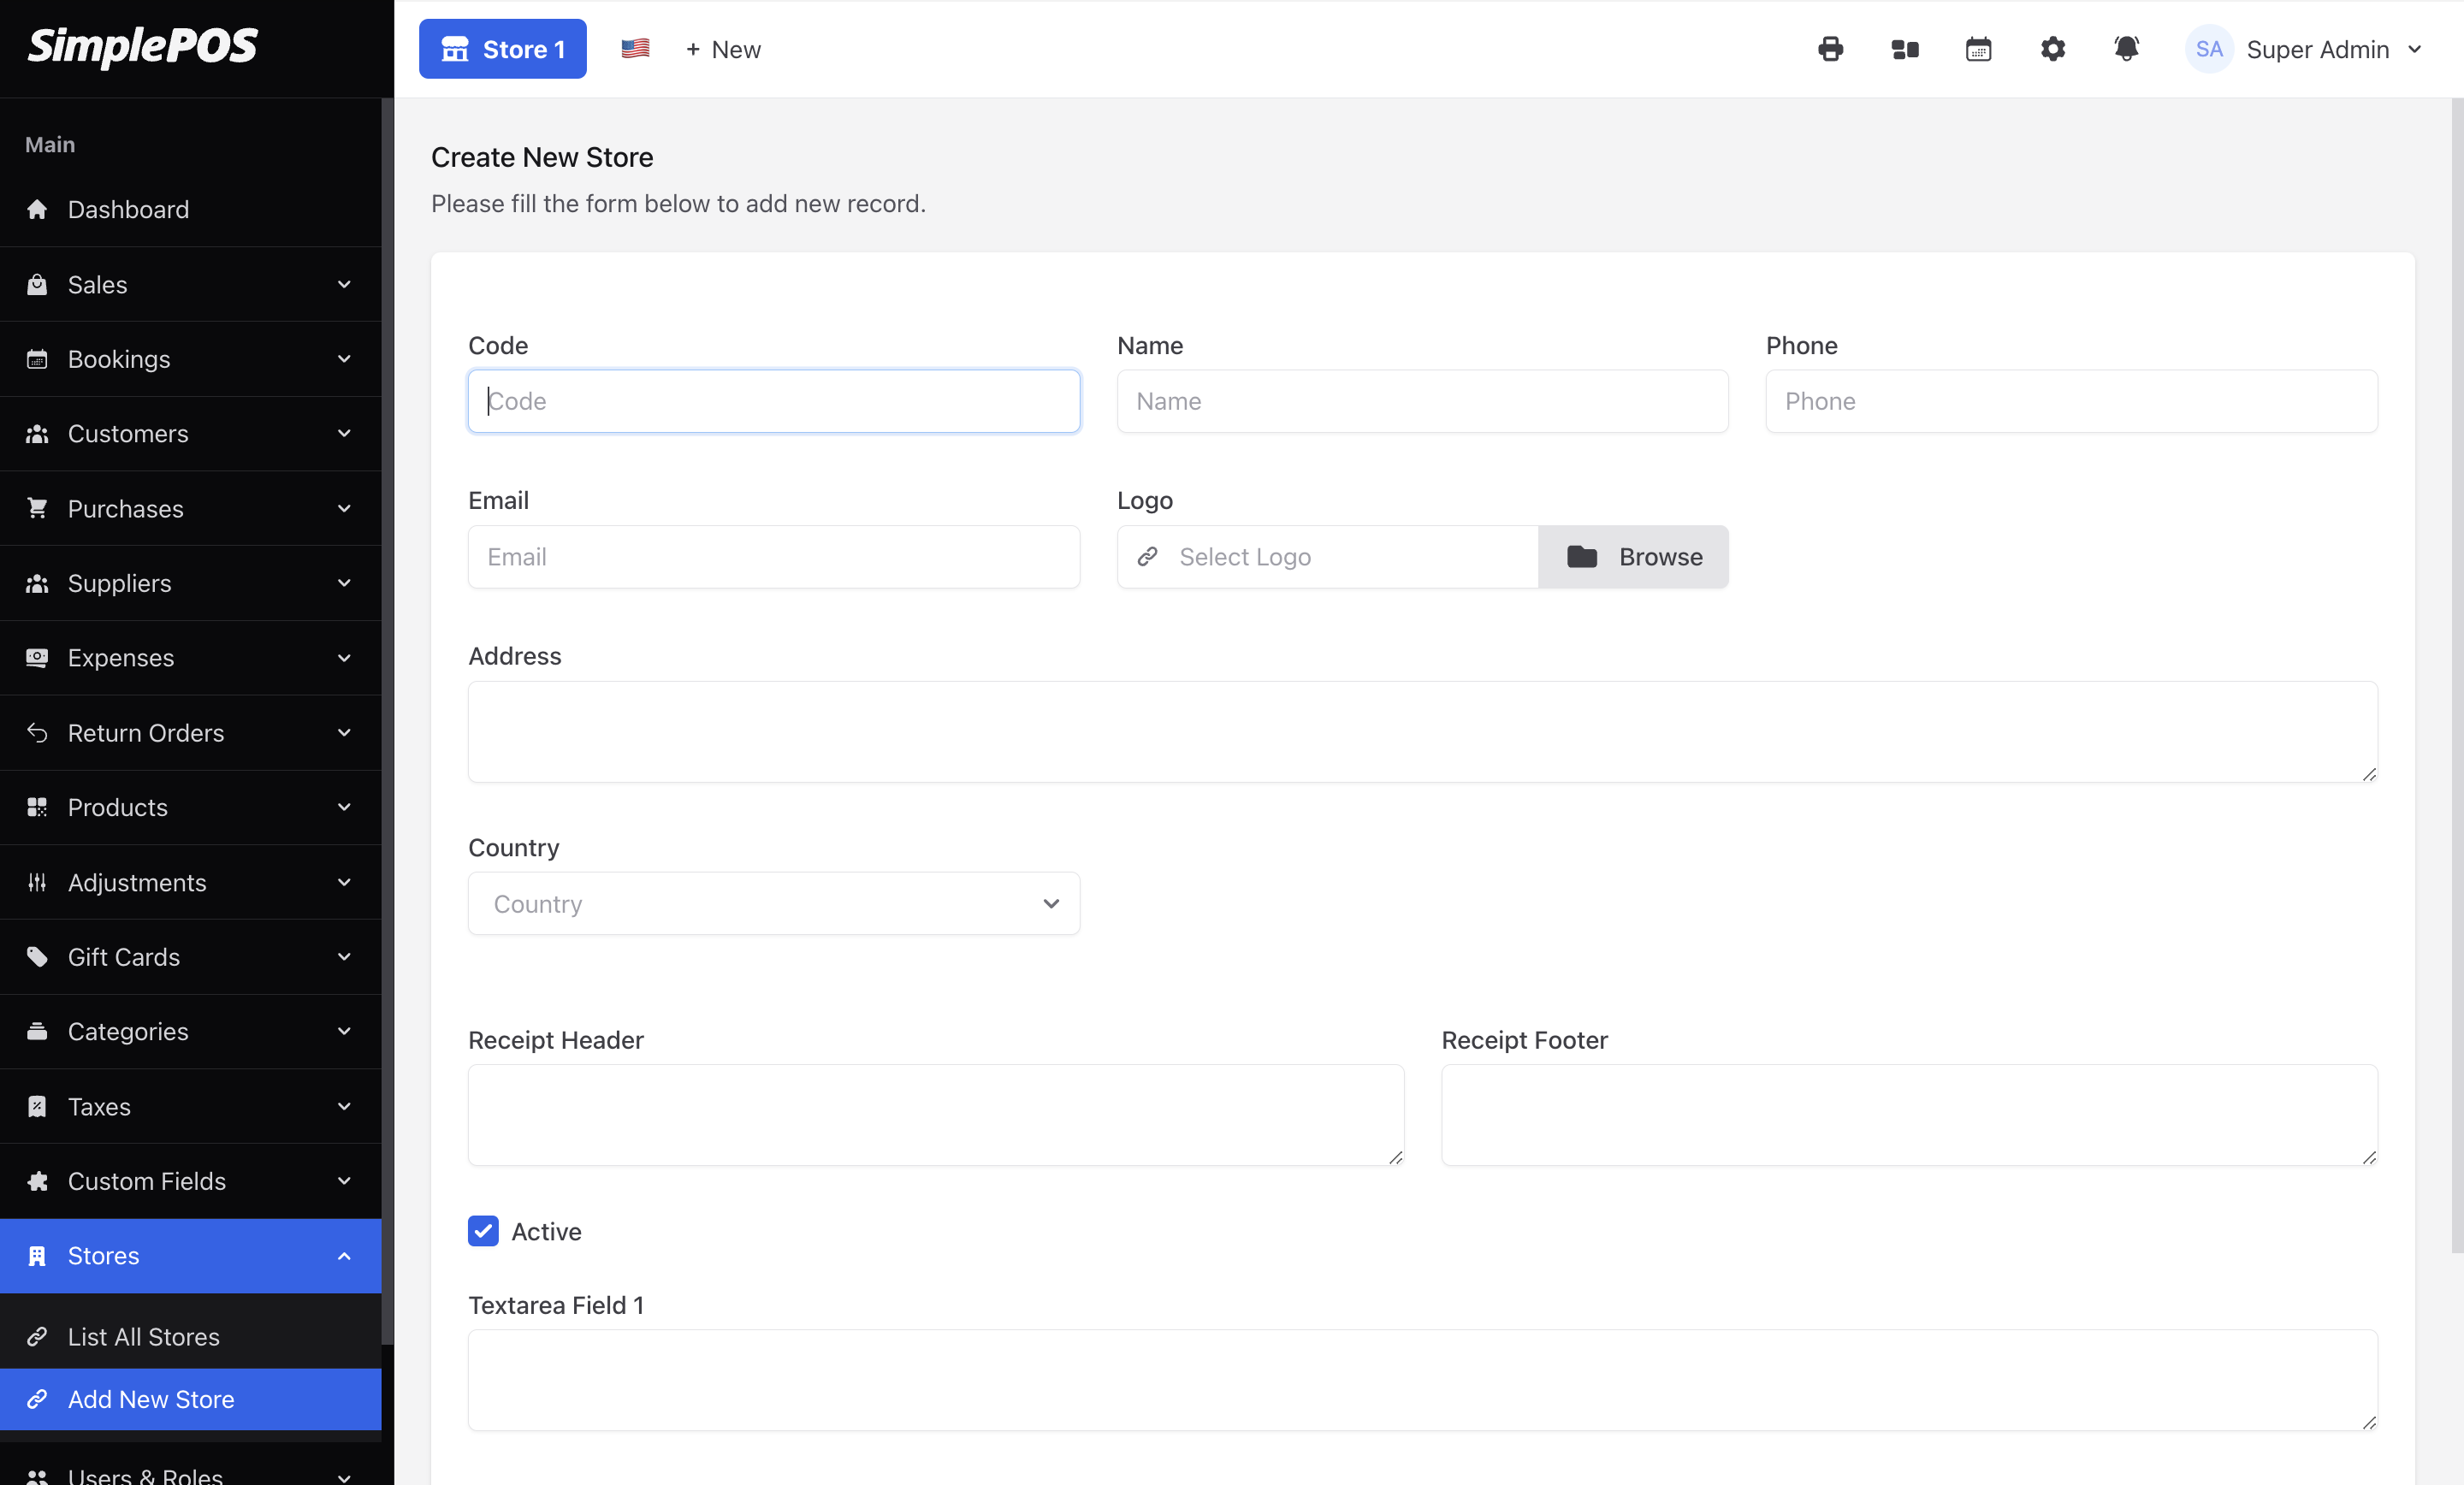 SimplePOS
Store 1
+ New
SA Super Admin
Main
Dashboard
Sales
Bookings
Customers
Purchases
Suppliers
Expenses
Return Orders
Products
Adjustments
Gift Cards
Categories
Taxes
Custom Fields
Stores
List All Stores
Add New Store
Users & Roles
Create New Store
Please fill the form below to add new record.
Code
Code
Name
Name
Phone
Phone
Email
Email
Logo
Select Logo
Browse
Address
Country
Country
Receipt Header
Receipt Footer
Active
Textarea Field 1